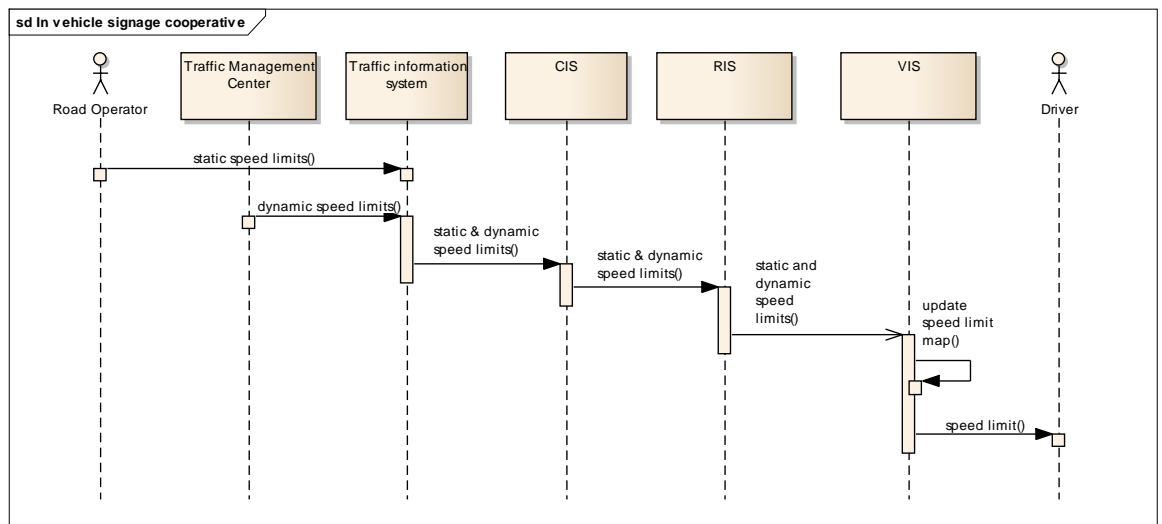 sd In vehicle signage cooperative
Road Operator
Traffic Management
Center
Traffic information
system
CIS
RIS
VIS
Driver
static speed limits()
dynamic speed limits()
static & dynamic
speed limits()
static & dynamic
speed limits()
static and
dynamic
speed
limits()
update
speed limit
map()
speed limit()